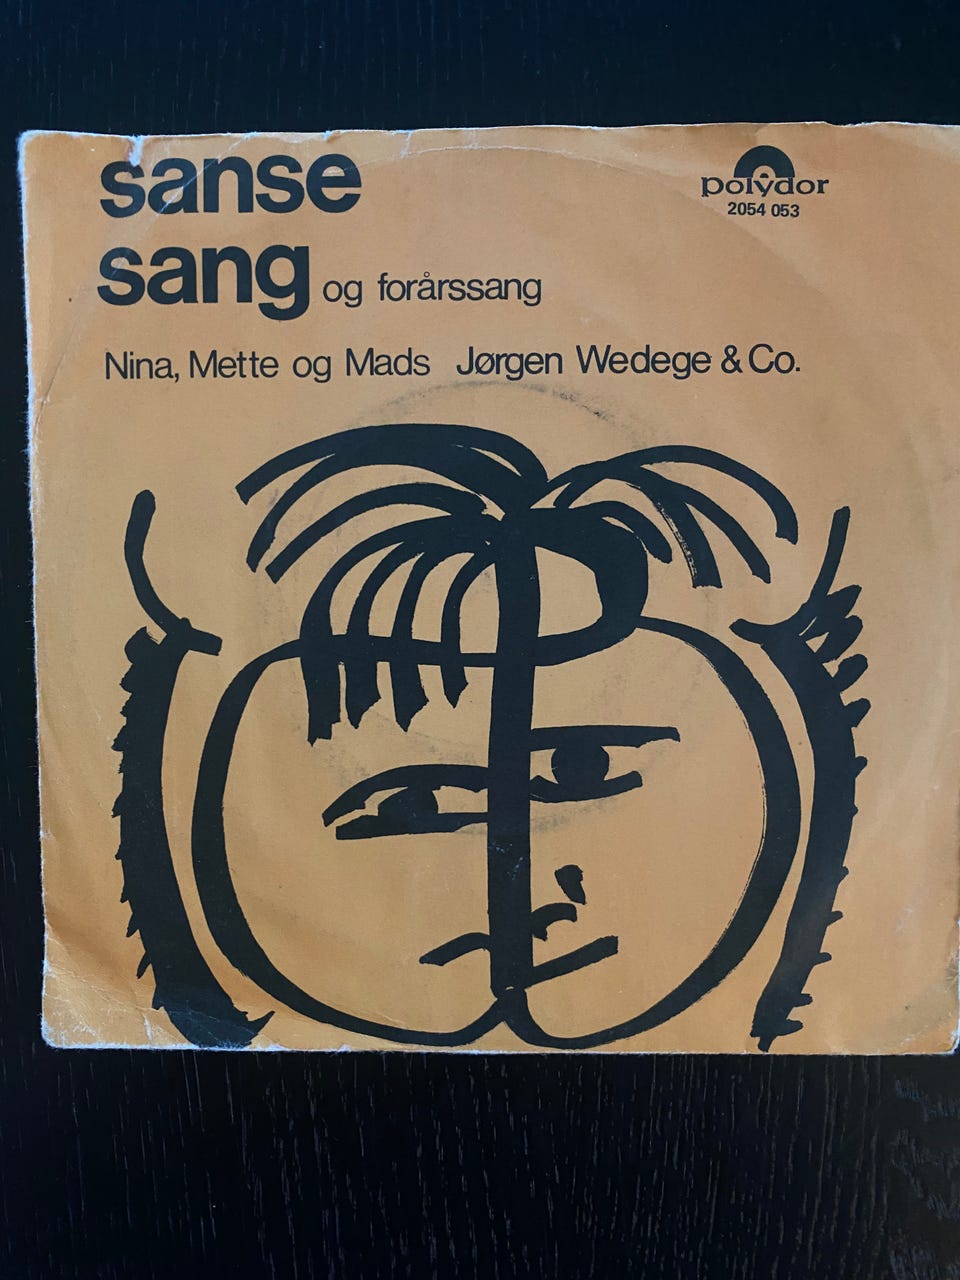 sanse
sang og forårssang
polydor
2054 053
Nina, Mette og Mads Jørgen Wedege & Co.